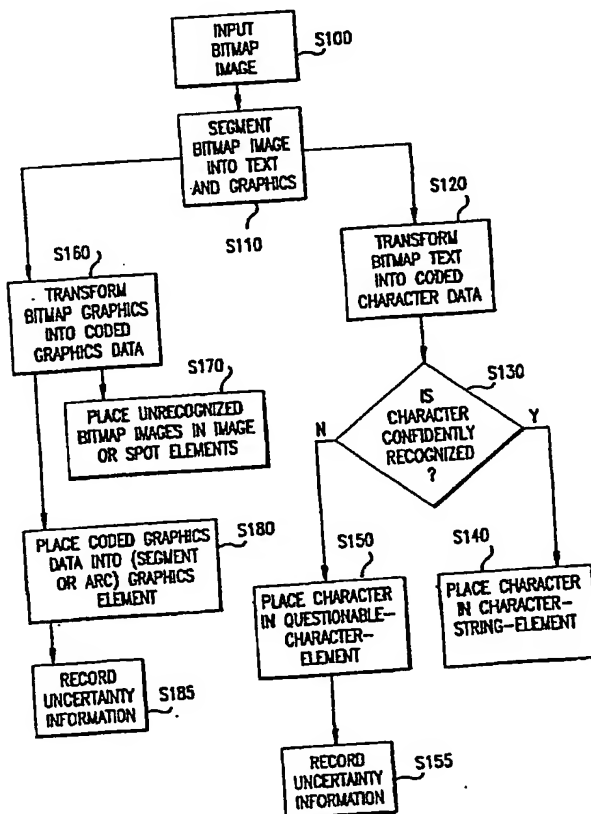 INPUT
BITMAP
IMAGE
S100
SEGMENT
BITMAP IMAGE
INTO TEXT
AND GRAPHICS
S110
S120
TRANSFORM
BITMAP TEXT
INTO CODED
CHARACTER DATA
S160
TRANSFORM
BITMAP GRAPHICS
INTO CODED
GRAPHICS DATA
S170
PLACE UNRECOGNIZED
BITMAP IMAGES IN IMAGE
OR SPOT ELEMENTS
S130
IS
CHARACTER
CONFIDENTLY
RECOGNIZED
?
N
Y
S180
PLACE CODED GRAPHICS
DATA INTO (SEGMENT
OR ARC) GRAPHICS
ELEMENT
S150
PLACE CHARACTER
IN QUESTIONABLE-
CHARACTER-
ELEMENT
S140
PLACE CHARACTER
IN CHARACTER-
STRING-ELEMENT
RECORD
UNCERTAINTY
INFORMATION
S185
RECORD
UNCERTAINTY
INFORMATION
S155